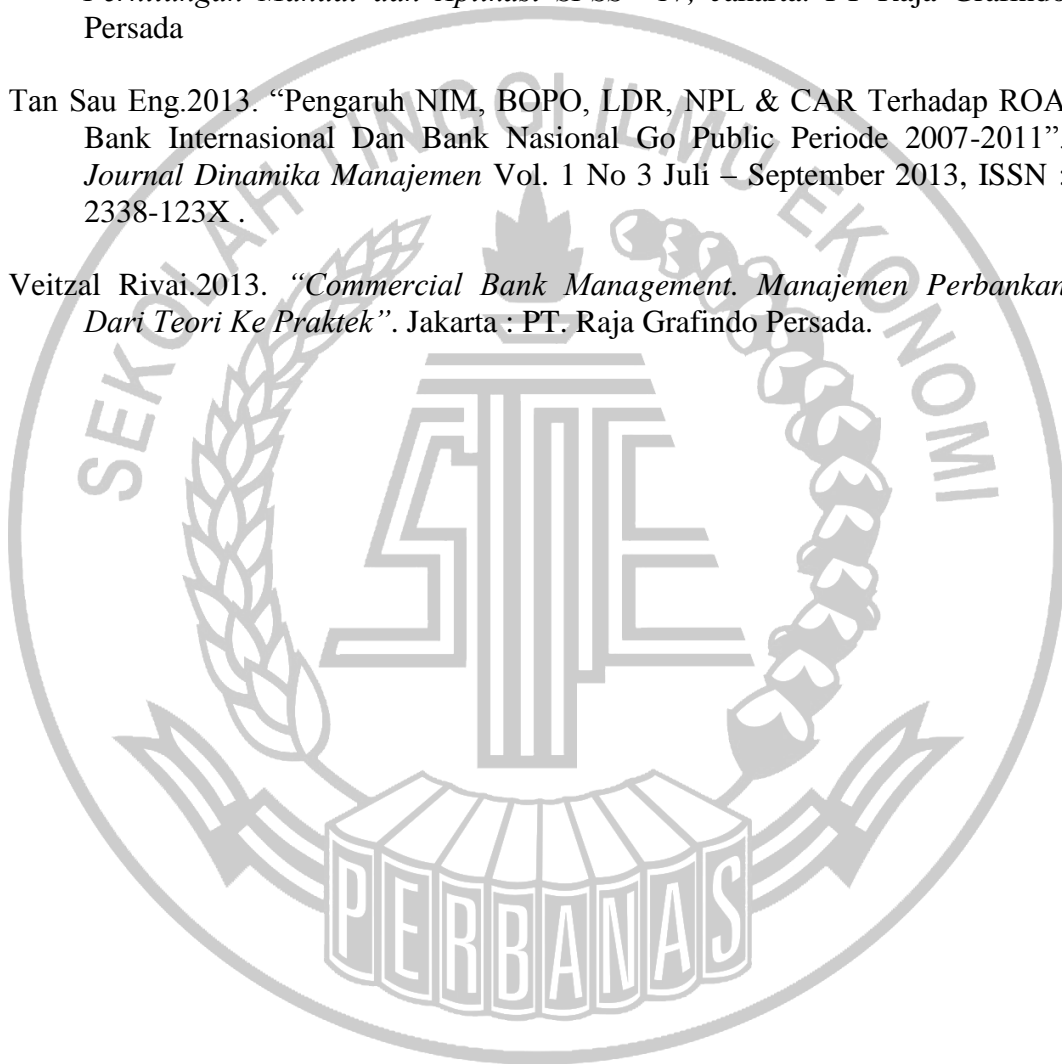 Perhitungan Manual dan Aplikasi SPSS 17, Jakarta: PT Raja Grafindo
Persada
Tan Sau Eng.2013. “Pengaruh NIM, BOPO, LDR, NPL & CAR Terhadap ROA
Bank Internasional Dan Bank Nasional Go Public Periode 2007-2011”.
Journal Dinamika Manajemen Vol. 1 No 3 Juli – September 2013, ISSN :
2338-123X .
Veitzal Rivai.2013. “Commercial Bank Management. Manajemen Perbankan
Dari Teori Ke Praktek”. Jakarta : PT. Raja Grafindo Persada.
SEKOLAH TINGGI ILMU EKONOMI
STIE
PERBANAS